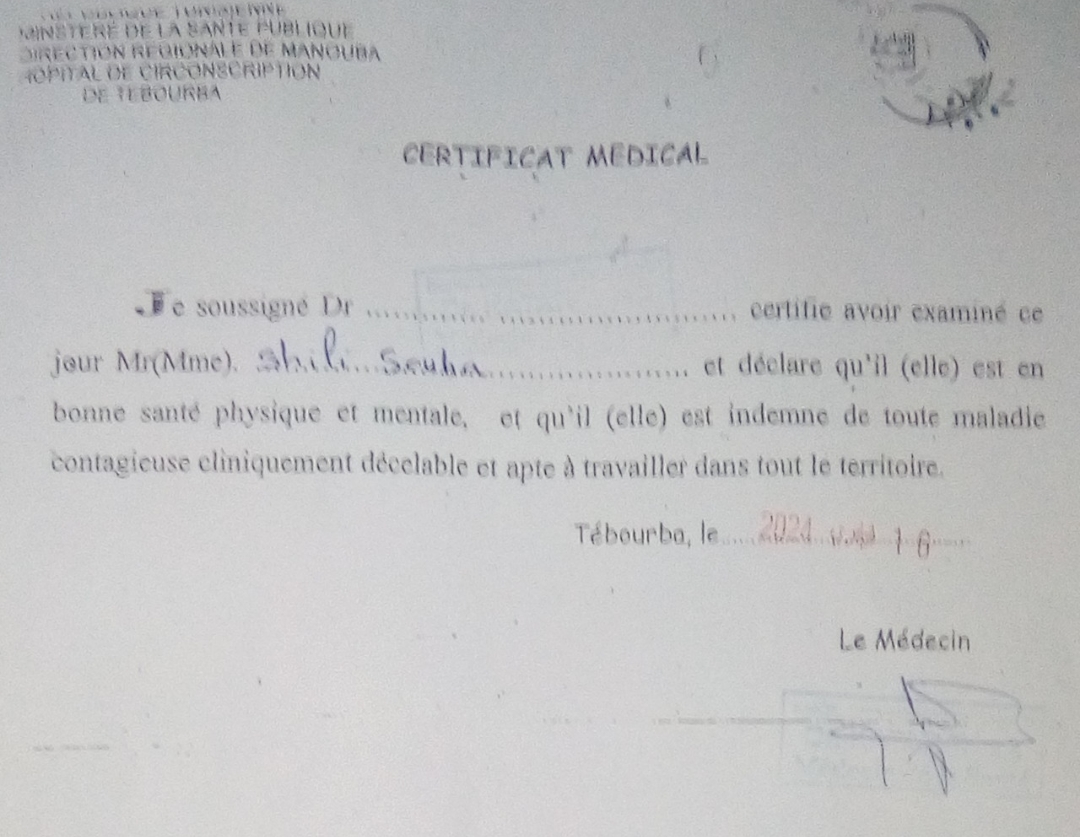 MINISTERE DE LA SANTE PUBLIQUE
DIRECTION REGIONALE DE MANOUBA
HOPITAL DE CIRCONSCRIPTION
DE TEBOURBA
CERTIFICAT MEDICAL
Je soussigné Dr ........................................ certifie avoir examiné ce
jour Mr(Mme). Shili Souha ........................ et déclare qu'il (elle) est en
bonne santé physique et mentale, et qu'il (elle) est indemne de toute maladie
contagieuse cliniquement décelable et apte à travailler dans tout le territoire.
Tébourba, le
Le Médecin